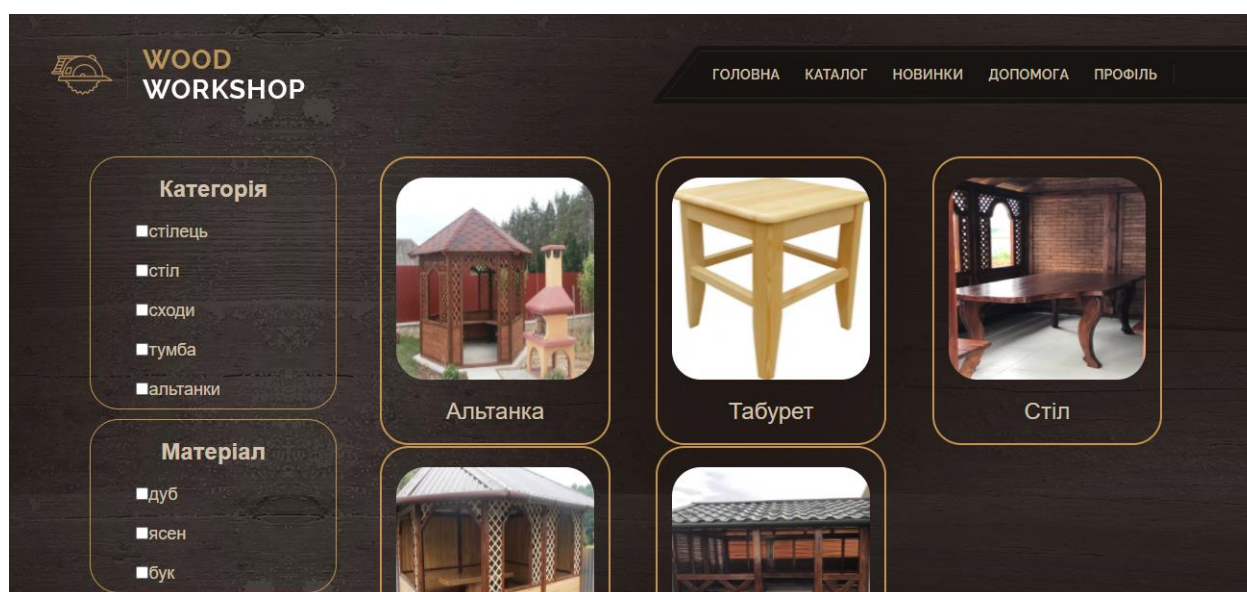 WOOD
WORKSHOP
ГОЛОВНА КАТАЛОГ НОВИНКИ ДОПОМОГА ПРОФІЛЬ
Категорія
стілець
стіл
сходи
тумба
альтанки
Матеріал
дуб
ясен
бук
Альтанка
Табурет
Стіл